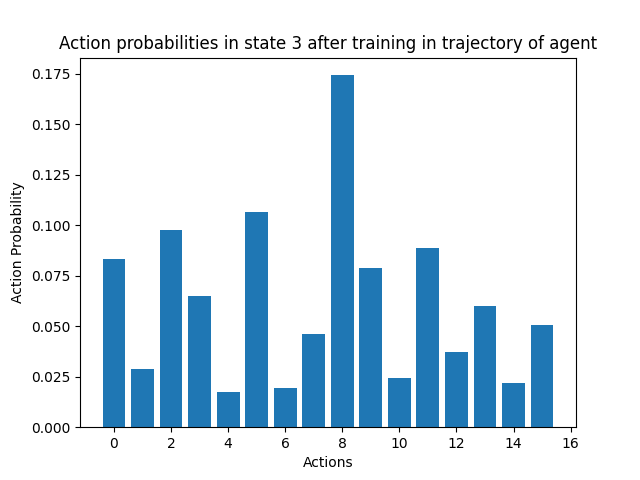 Action probabilities in state 3 after training in trajectory of agent
0.175
0.150
0.125
0.100
0.075
0.050
0.025
0.000
Action Probability
0 2 4 6 8 10 12 14 16
Actions